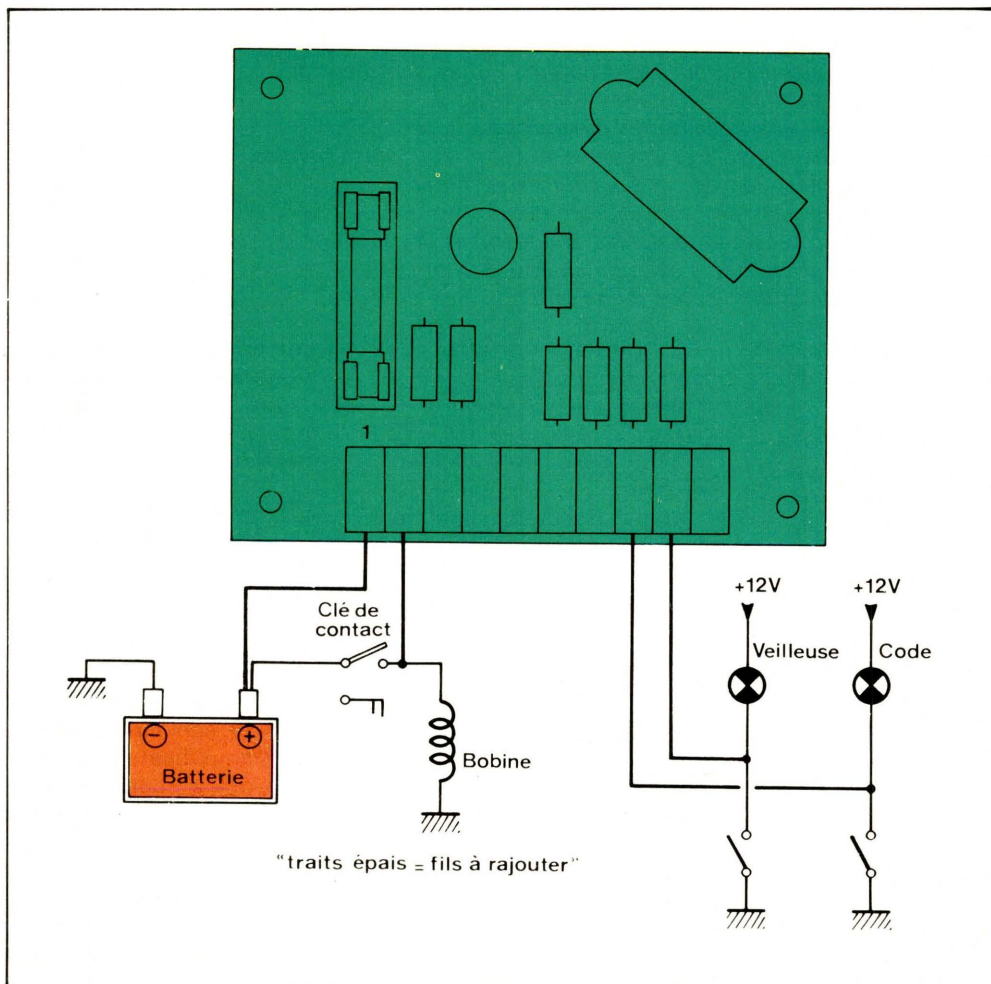 1
Clé de
contact
+12V
+12V
Veilleuse
Code
Bobine
- +
Batterie
"traits épais = fils à rajouter"